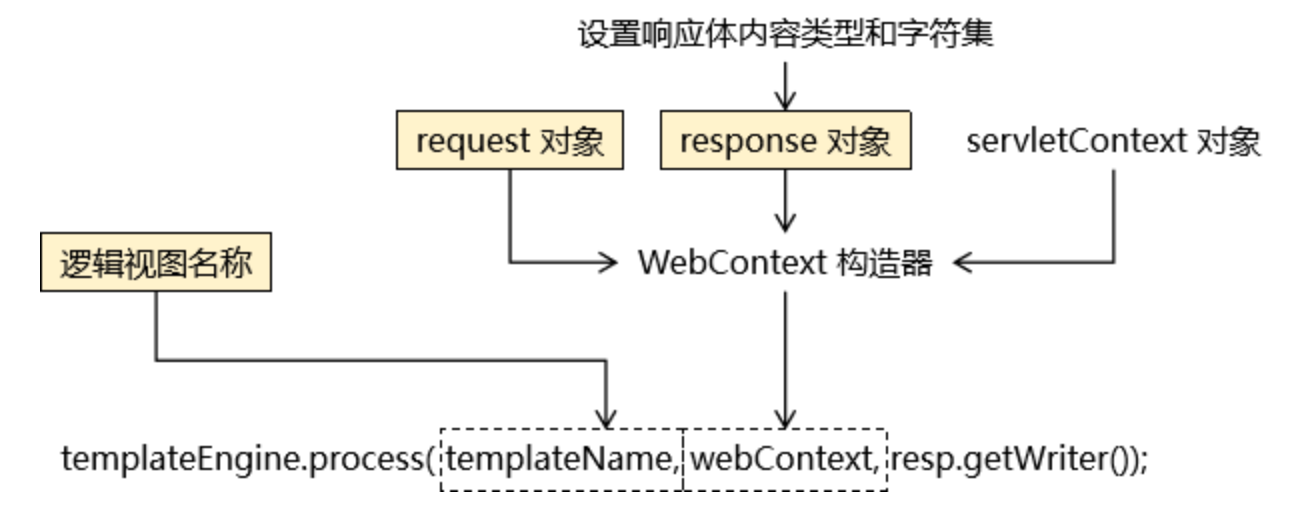 设置响应体内容类型和字符集
request 对象
response 对象
servletContext 对象
逻辑视图名称
WebContext 构造器
templateEngine.process(templateName, webContext, resp.getWriter());